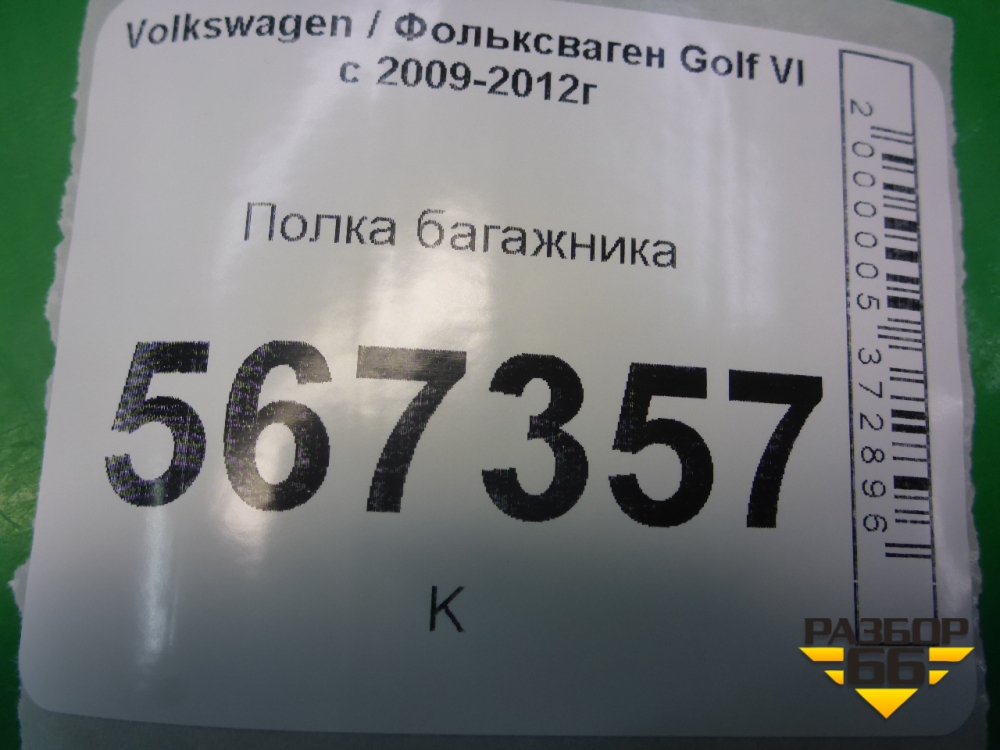 Volkswagen / Фольксваген Golf VI
с 2009-2012г
Полка багажника
567357
К
2000005372896
РАЗБОР
66